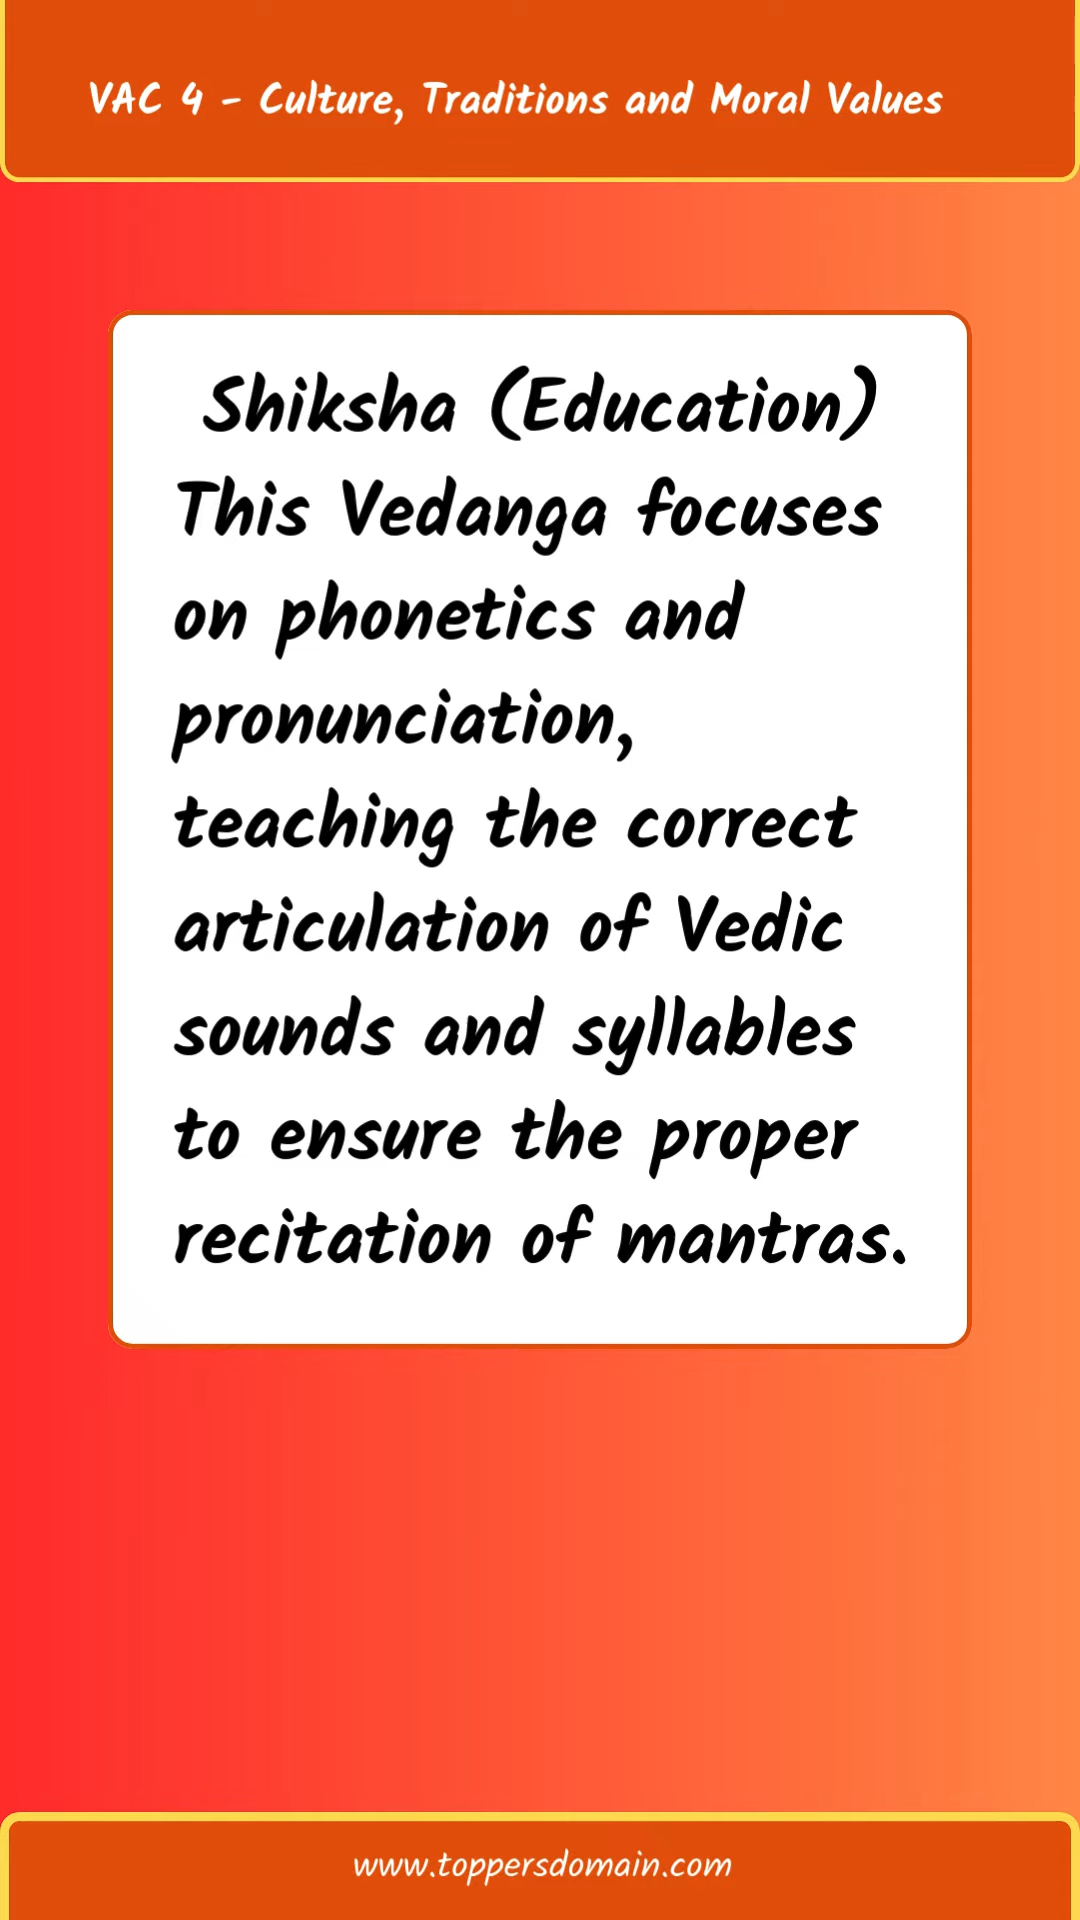 VAC 4 - Culture, Traditions and Moral Values
Shiksha (Education)
This Vedanga focuses
on phonetics and
pronunciation,
teaching the correct
articulation of Vedic
sounds and syllables
to ensure the proper
recitation of mantras.
www.toppersdomain.com